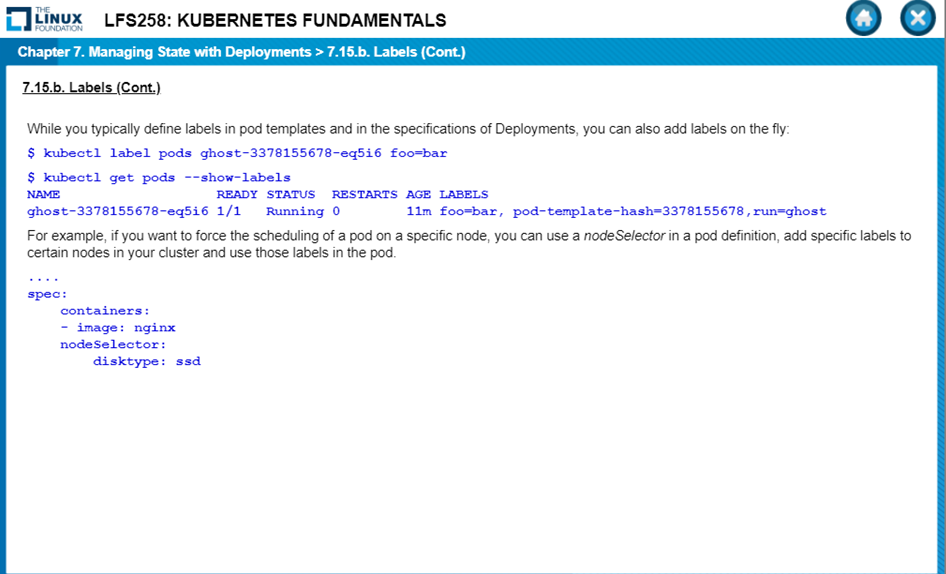 THE
LINUX
FOUNDATION
LFS258: KUBERNETES FUNDAMENTALS
Chapter 7. Managing State with Deployments > 7.15.b. Labels (Cont.)
7.15.b. Labels (Cont.)
While you typically define labels in pod templates and in the specifications of Deployments, you can also add labels on the fly:
$ kubectl label pods ghost-3378155678-eq5i6 foo=bar
$ kubectl get pods --show-labels
NAME READY STATUS RESTARTS AGE LABELS
ghost-3378155678-eq5i6 1/1 Running 0 11m foo=bar, pod-template-hash=3378155678,run=ghost
For example, if you want to force the scheduling of a pod on a specific node, you can use a nodeSelector in a pod definition, add specific labels to
certain nodes in your cluster and use those labels in the pod.
....
spec:
containers:
- image: nginx
nodeSelector:
disktype: ssd